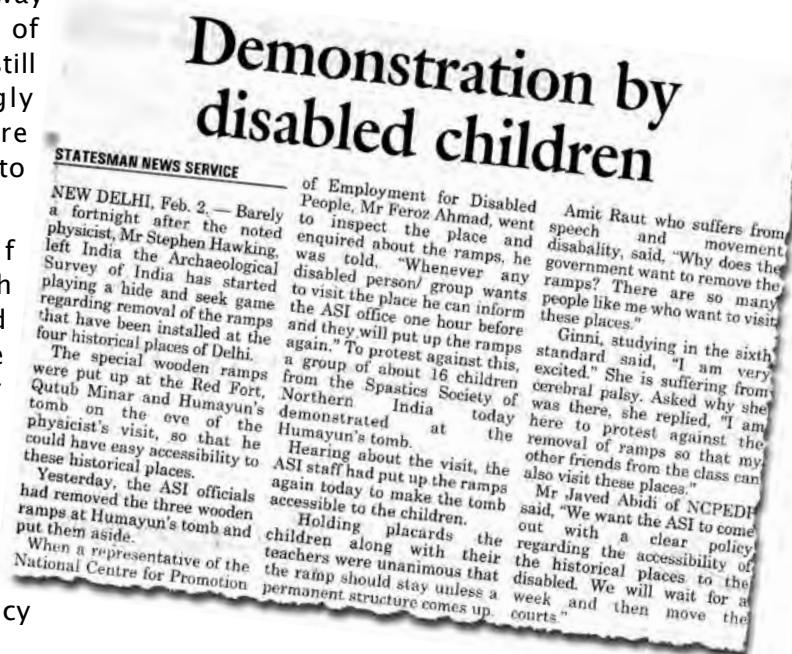 way
of
till
gly
re
to
f
h
d
e
cy
Demonstration by
disabled children
STATESMAN NEWS SERVICE
NEW DELHI, Feb. 2. — Barely
a fortnight after the noted
physicist, Mr Stephen Hawking,
left India the Archaeological
Survey of India has started
playing a hide and seek game
regarding removal of the ramps
that have been installed at the
four historical places of Delhi.
The special wooden ramps
were put up at the Red Fort,
Qutub Minar and Humayun's
tomb on the eve of the
physicist's visit, so that he
could have easy accessibility to
these historical places.
Yesterday, the ASI officials
had removed the three wooden
ramps at Humayun's tomb and
put them aside.
When a representative of the
National Centre for Promotion
of Employment for Disabled
People, Mr Feroz Ahmad, went
to inspect the place and
enquired about the ramps, he
was told, "Whenever any
disabled person/ group wants
to visit the place he can inform
the ASI office one hour before
and they will put up the ramps
again." To protest against this,
a group of about 16 children
from the Spastics Society of
Northern India today
demonstrated at the
Humayun's tomb.
Hearing about the visit, the
ASI staff had put up the ramps
again today to make the tomb
accessible to the children.
Holding placards the
children along with their
teachers were unanimous that
the ramp should stay unless a
permanent structure comes up.
Amit Raut who suffers from
speech and movement
disabality, said, "Why does the
government want to remove the
ramps? There are so many
people like me who want to visit
these places."
Ginni, studying in the sixth
standard said, "I am very
excited." She is suffering from
cerebral palsy. Asked why she
was there, she replied, "I am
here to protest against the
removal of ramps so that my
other friends from the class can
also visit these places."
Mr Javed Abidi of NCPEDP
said, "We want the ASI to come
out with a clear policy
regarding the accessibility of
the historical places to the
disabled. We will wait for a
week and then move the
courts."